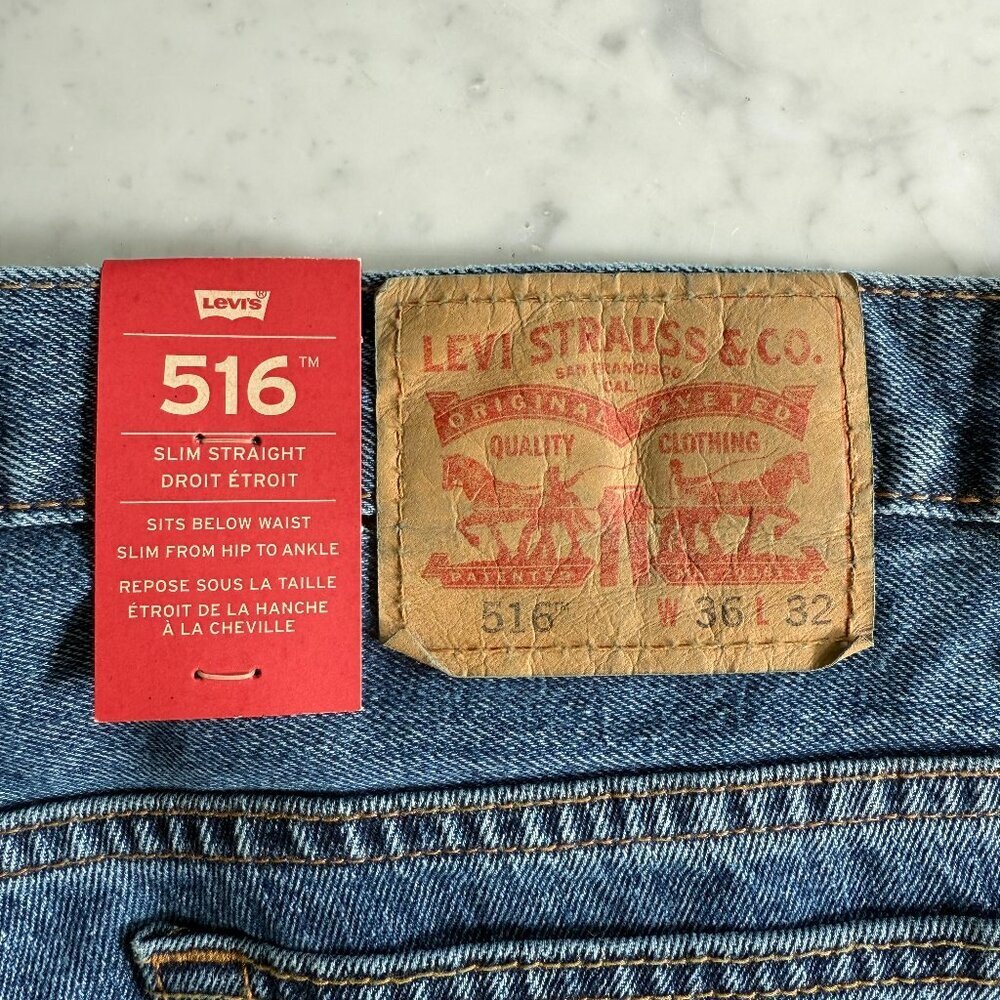 LEVI'S®
516™
SLIM STRAIGHT
DROIT ÉTROIT
SITS BELOW WAIST
SLIM FROM HIP TO ANKLE
REPOSE SOUS LA TAILLE
ÉTROIT DE LA HANCHE
À LA CHEVILLE
LEVI STRAUSS & CO.
SAN FRANCISCO
CAL.
ORIGINAL RIVETED
QUALITY CLOTHING
516™ W 36 L 32